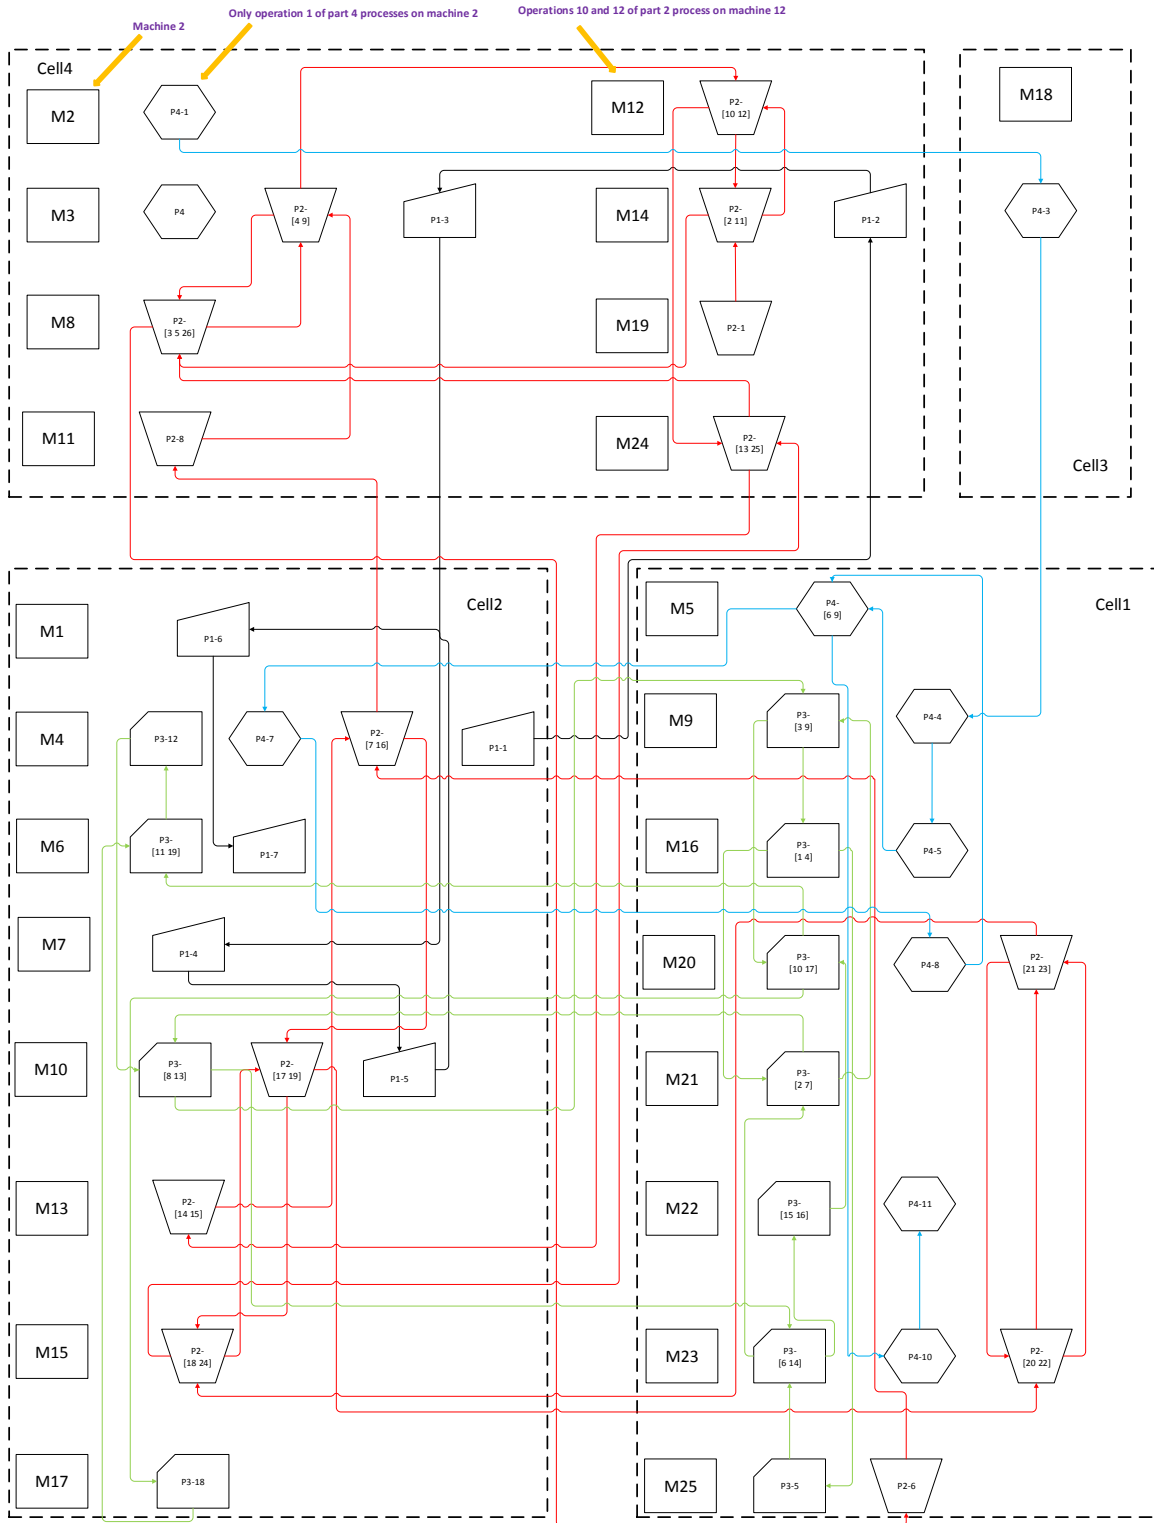 Only operation 1 of part 4 processes on machine 2
Operations 10 and 12 of part 2 process on machine 12
Machine 2
Cell4
M2
P4-1
M12
P2-
[10 12]
M18
M3
P4
P2-
[4 9]
P1-3
M14
P2-
[2 11]
P1-2
P4-3
M8
P2-
[3 5 26]
M19
P2-1
M11
P2-8
M24
P2-
[13 25]
Cell3
Cell2
M1
P1-6
M5
P4-
[6 9]
Cell1
M4
P3-12
P4-7
P2-
[7 16]
P1-1
M9
P3-
[3 9]
P4-4
M6
P3-
[11 19]
P1-7
M16
P3-
[1 4]
P4-5
M7
P1-4
M20
P3-
[10 17]
P4-8
P2-
[21 23]
M10
P3-
[8 13]
P2-
[17 19]
P1-5
M21
P3-
[2 7]
M13
P2-
[14 15]
M22
P3-
[15 16]
P4-11
M15
P2-
[18 24]
M23
P3-
[6 14]
P4-10
P2-
[20 22]
M17
P3-18
M25
P3-5
P2-6